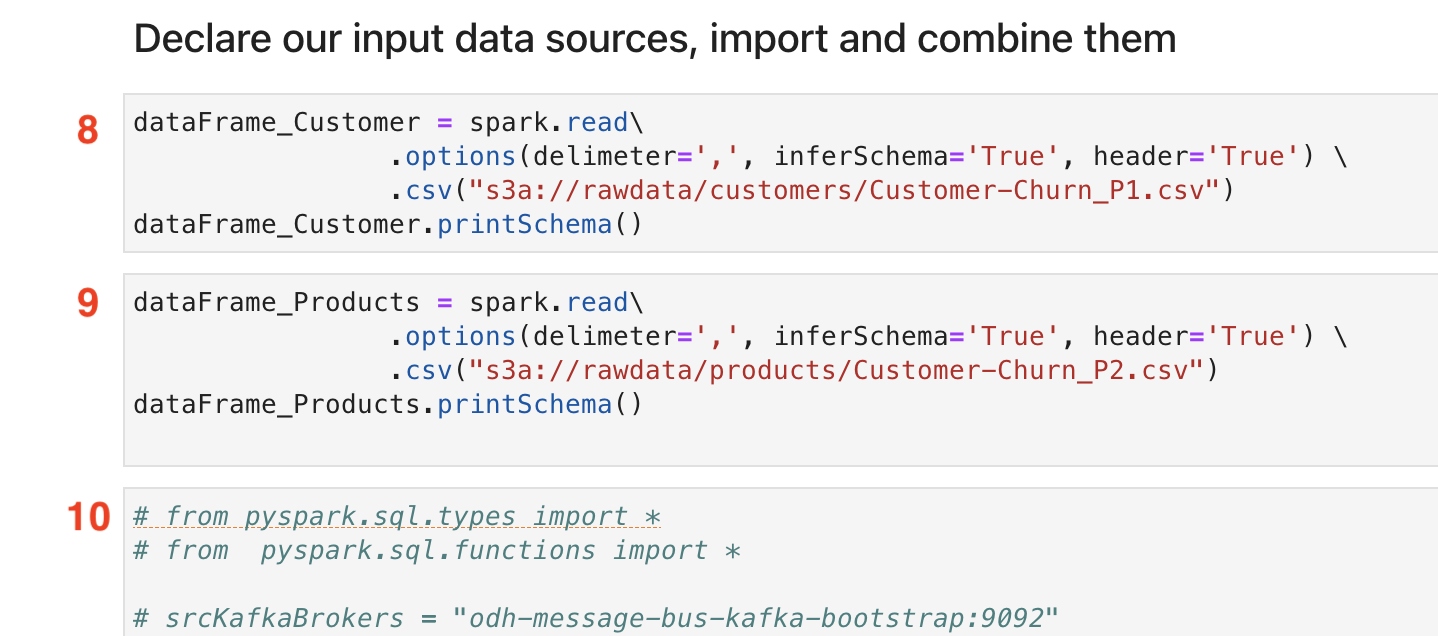 Declare our input data sources, import and combine them
8
dataFrame_Customer = spark.read\
.options(delimeter=',', inferSchema='True', header='True') \
.csv("s3a://rawdata/customers/Customer-Churn_P1.csv")
dataFrame_Customer.printSchema()
9
dataFrame_Products = spark.read\
.options(delimeter=',', inferSchema='True', header='True') \
.csv("s3a://rawdata/products/Customer-Churn_P2.csv")
dataFrame_Products.printSchema()
10
# from pyspark.sql.types import *
# from  pyspark.sql.functions import *
# srcKafkaBrokers = "odh-message-bus-kafka-bootstrap:9092"